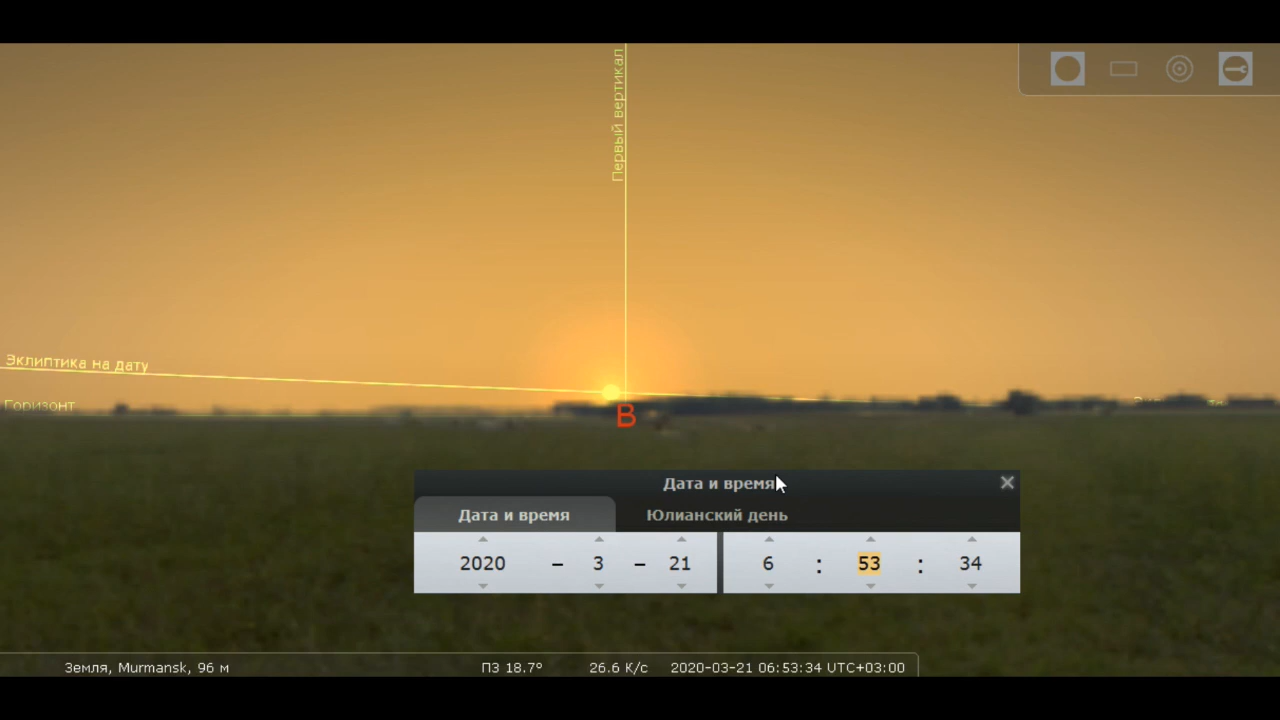 Первый вертикал
Эклиптика на дату
Горизонт
В
Дата и время
Дата и время
Юлианский день
2020 – 3 – 21 6 : 53 : 34
Земля, Murmansk, 96 м ПЗ 18.7° 26.6 К/с 2020-03-21 06:53:34 UTC+03:00